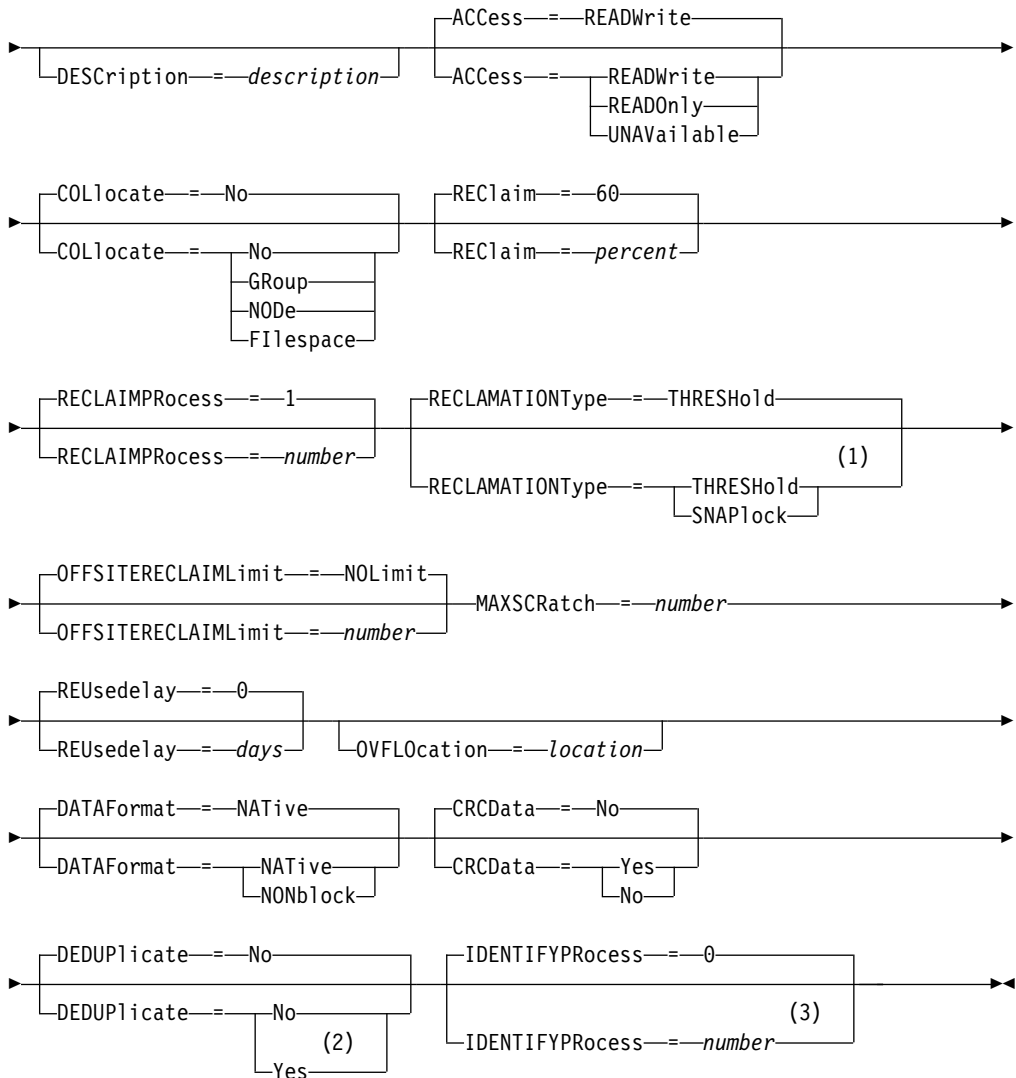 ACCess = READWrite
DESCription = description
ACCess = READWrite
READOnly
UNAVailable
COLlocate = No
REClaim = 60
COLlocate = No
REClaim = percent
GRoup
NODe
FIlespace
RECLAIMPRocess = 1
RECLAMATIONType = THRESHold
RECLAIMPRocess = number
(1)
RECLAMATIONType = THRESHold
SNAPlock
OFFSITERECLAIMLimit = NOLimit
MAXSCRatch = number
OFFSITERECLAIMLimit = number
REUsedelay = 0
REUsedelay = days
OVFLOcation = location
DATAFormat = NATive
CRCData = No
DATAFormat = NATive
CRCData = Yes
NONblock
No
DEDUPlicate = No
IDENTIFYPRocess = 0
DEDUPlicate = No
(3)
(2)
IDENTIFYPRocess = number
Yes